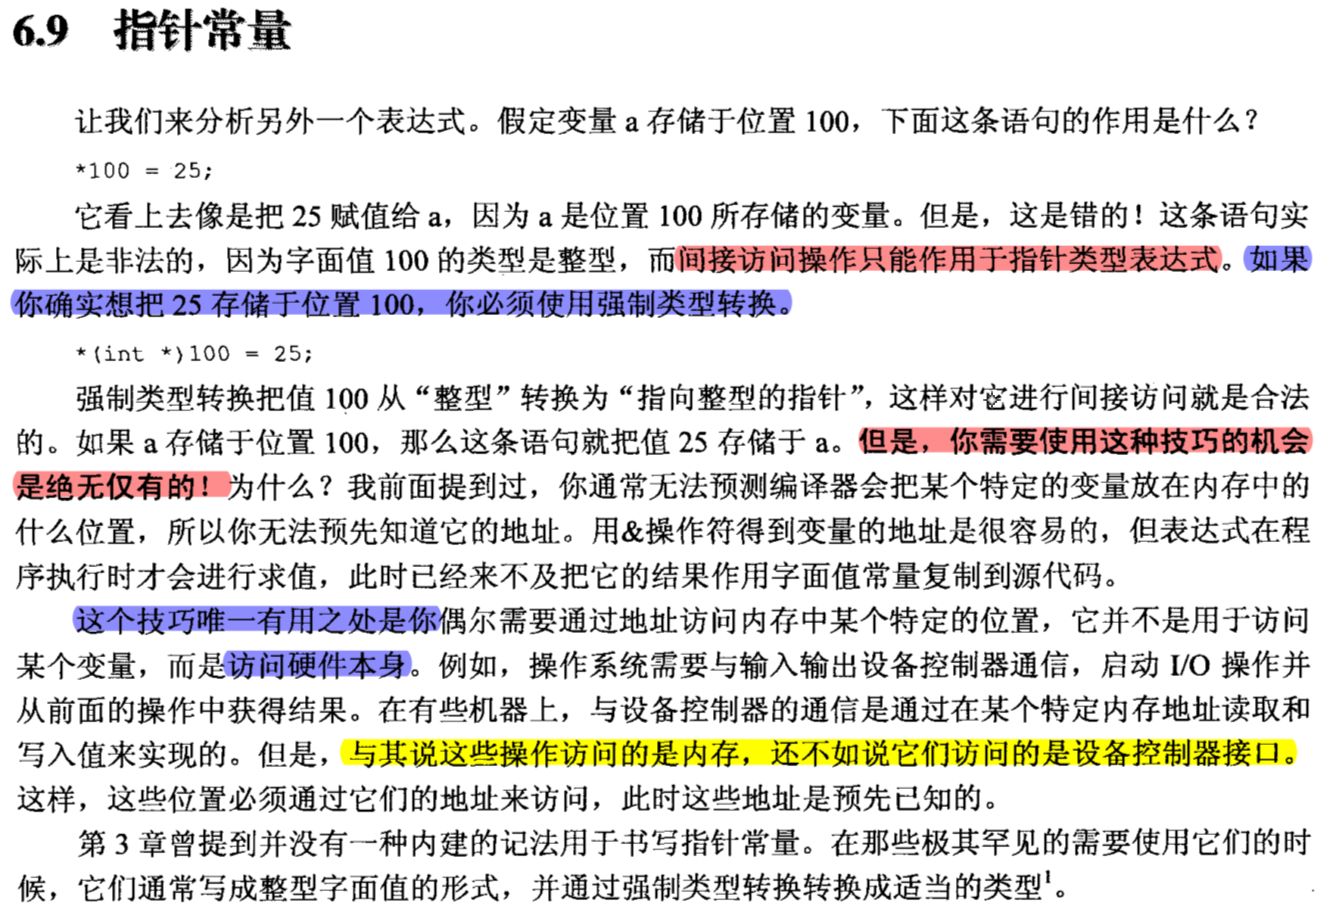 6.9 指针常量
让我们来分析另外一个表达式。假定变量 a 存储于位置 100，下面这条语句的作用是什么？
*100 = 25;
它看上去像是把 25 赋值给 a，因为 a 是位置 100 所存储的变量。但是，这是错的！这条语句实
际上是非法的，因为字面值 100 的类型是整型，而间接访问操作只能作用于指针类型表达式。如果
你确实想把 25 存储于位置 100，你必须使用强制类型转换。
*(int *)100 = 25;
强制类型转换把值 100 从“整型”转换为“指向整型的指针”，这样对它进行间接访问就是合法
的。如果 a 存储于位置 100，那么这条语句就把值 25 存储于 a。但是，你需要使用这种技巧的机会
是绝无仅有的！为什么？我前面提到过，你通常无法预测编译器会把某个特定的变量放在内存中的
什么位置，所以你无法预先知道它的地址。用&操作符得到变量的地址是很容易的，但表达式在程
序执行时才会进行求值，此时已经来不及把它的结果作用字面值常量复制到源代码。
这个技巧唯一有用之处是你偶尔需要通过地址访问内存中某个特定的位置，它并不是用于访问
某个变量，而是访问硬件本身。例如，操作系统需要与输入输出设备控制器通信，启动 I/O 操作并
从前面的操作中获得结果。在有些机器上，与设备控制器的通信是通过在某个特定内存地址读取和
写入值来实现的。但是，与其说这些操作访问的是内存，还不如说它们访问的是设备控制器接口。
这样，这些位置必须通过它们的地址来访问，此时这些地址是预先已知的。
第 3 章曾提到并没有一种内建的记法用于书写指针常量。在那些极其罕见的需要使用它们的时
候，它们通常写成整型字面值的形式，并通过强制类型转换转换成适当的类型¹。